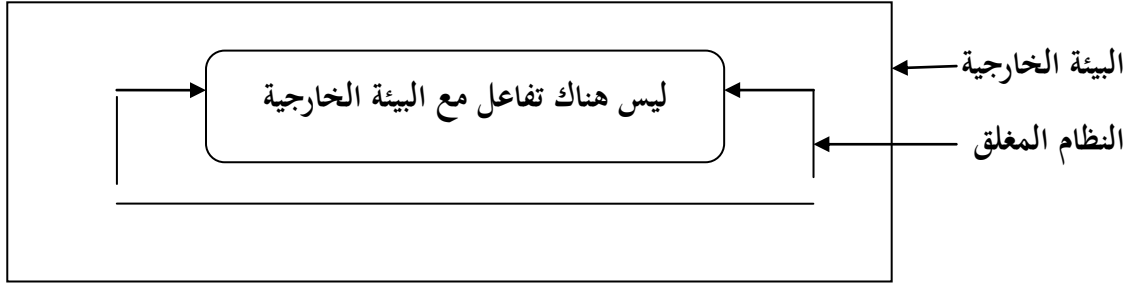 البيئة الخارجية
ليس هناك تفاعل مع البيئة الخارجية
النظام المغلق